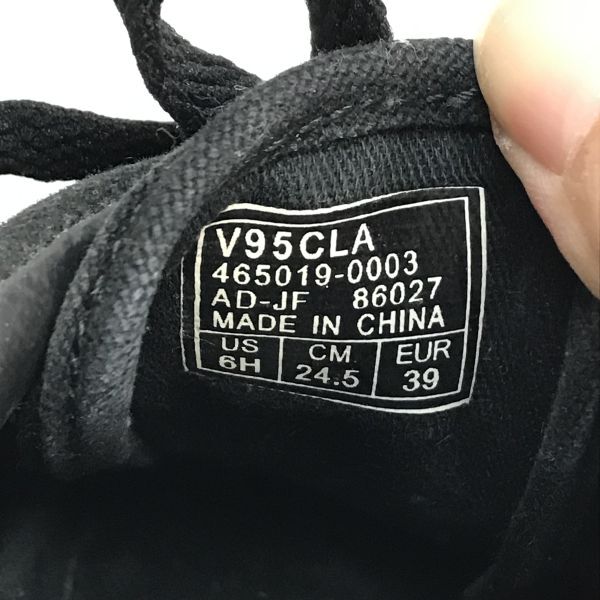 V95CLA
465019-0003
AD-JF 86027
MADE IN CHINA
US CM EUR
6H 24.5 39